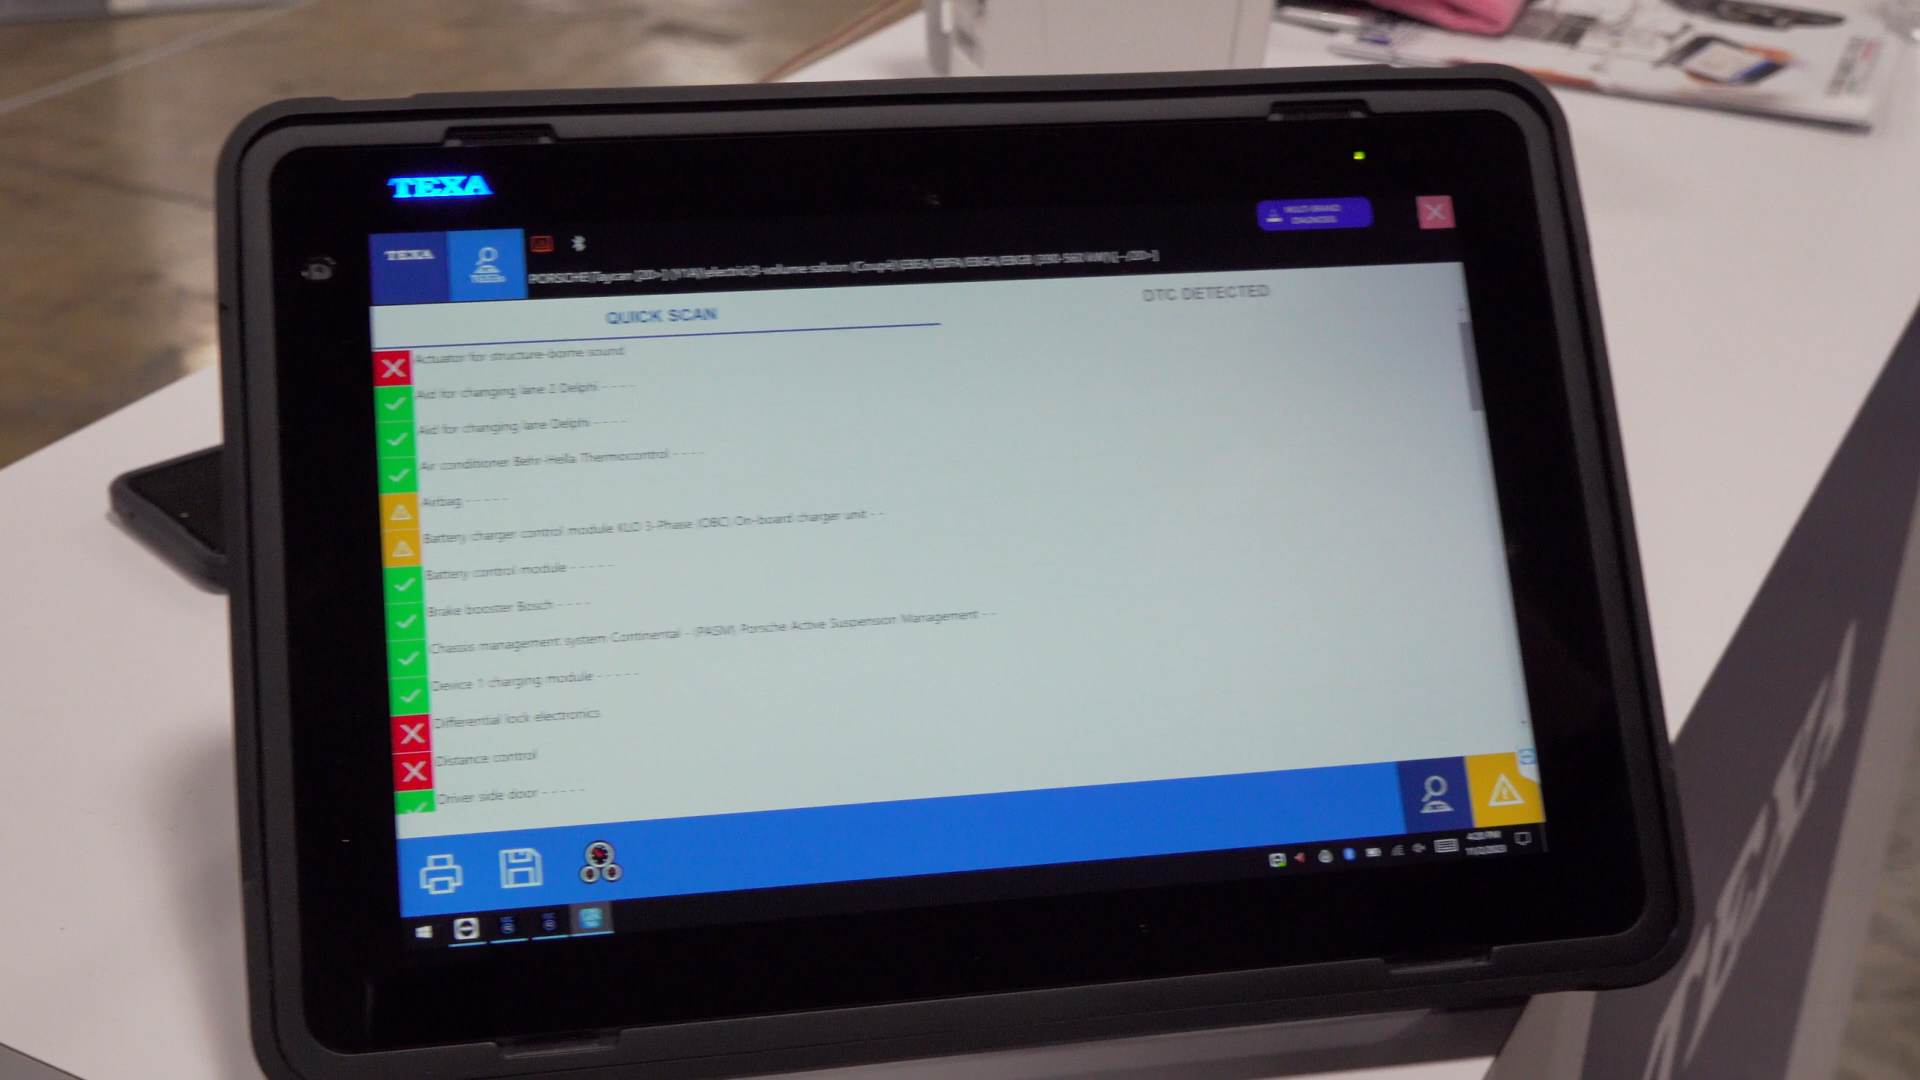 TEXA
MULTI-BRAND
DIAGNOSIS
TEXA
QUICK SCAN
DTC DETECTED
Actuator for structure-borne sound
Aid for changing lane 2 Delphi - - - -
Aid for changing lane Delphi - - - -
Air conditioner Behr-Hella Thermocontrol - - - -
Airbag - - - - -
Battery charger control module KLO 3-Phase (OBC) On-board charger unit - -
Battery control module - - - - -
Brake booster Bosch - - - -
Chassis management system Continental - (PASM) Porsche Active Suspension Management - -
Device 1 charging module - - - - -
Differential lock electronics
Distance control
Driver side door - - - - -